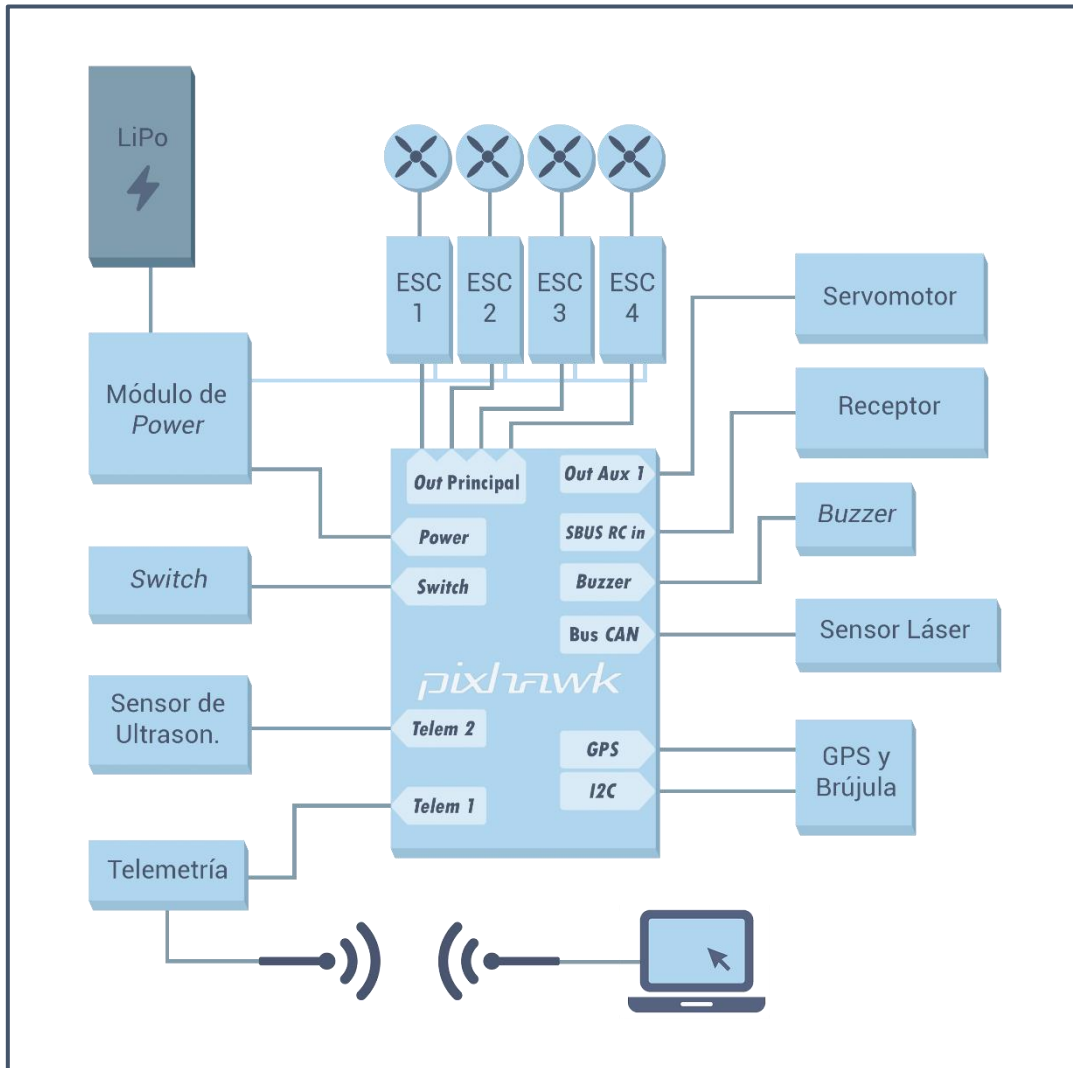 LiPo
ESC
1
ESC
2
ESC
3
ESC
4
Servomotor
Módulo de
Power
Receptor
Out Principal
Out Aux 1
Power
SBUS RC in
Buzzer
Switch
Switch
Buzzer
Bus CAN
Sensor Láser
pixhawk
Sensor de
Ultrason.
Telem 2
GPS
I2C
GPS y
Brújula
Telem 1
Telemetría